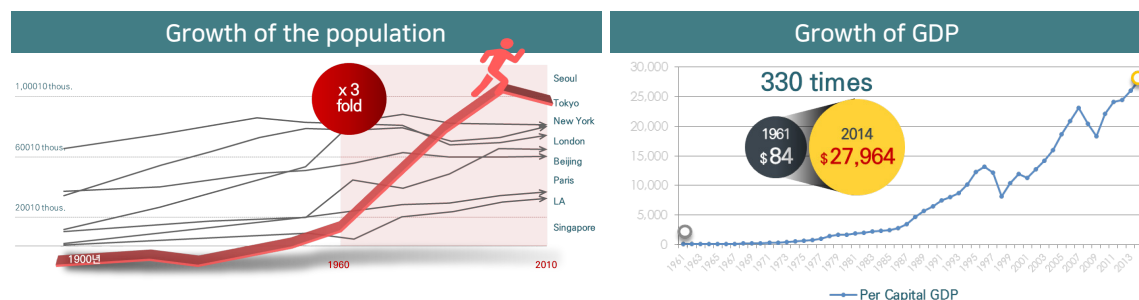 Growth of the population
1,00010 thous.
60010 thous.
20010 thous.
x 3
fold
Seoul
Tokyo
New York
London
Beijing
Paris
LA
Singapore
1900년
1960
2010
Growth of GDP
330 times
1961
$84
2014
$27,964
30,000
25,000
20,000
15,000
10,000
5,000
0
1961
1963
1965
1967
1969
1971
1973
1975
1977
1979
1981
1983
1985
1987
1989
1991
1993
1995
1997
1999
2001
2003
2005
2007
2009
2011
2013
Per Capital GDP